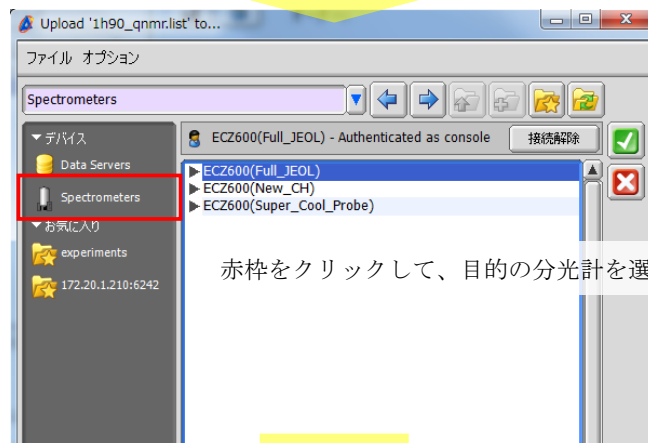 Upload '1h90_qnmr.list' to...
ファイル オプション
Spectrometers
▼デバイス
ECZ600(Full_JEOL) - Authenticated as console
接続解除
Data Servers
Spectrometers
▼お気に入り
experiments
172.20.1.210:6242
▶ECZ600(Full_JEOL)
▶ECZ600(New_CH)
▶ECZ600(Super_Cool_Probe)
赤枠をクリックして、目的の分光計を選